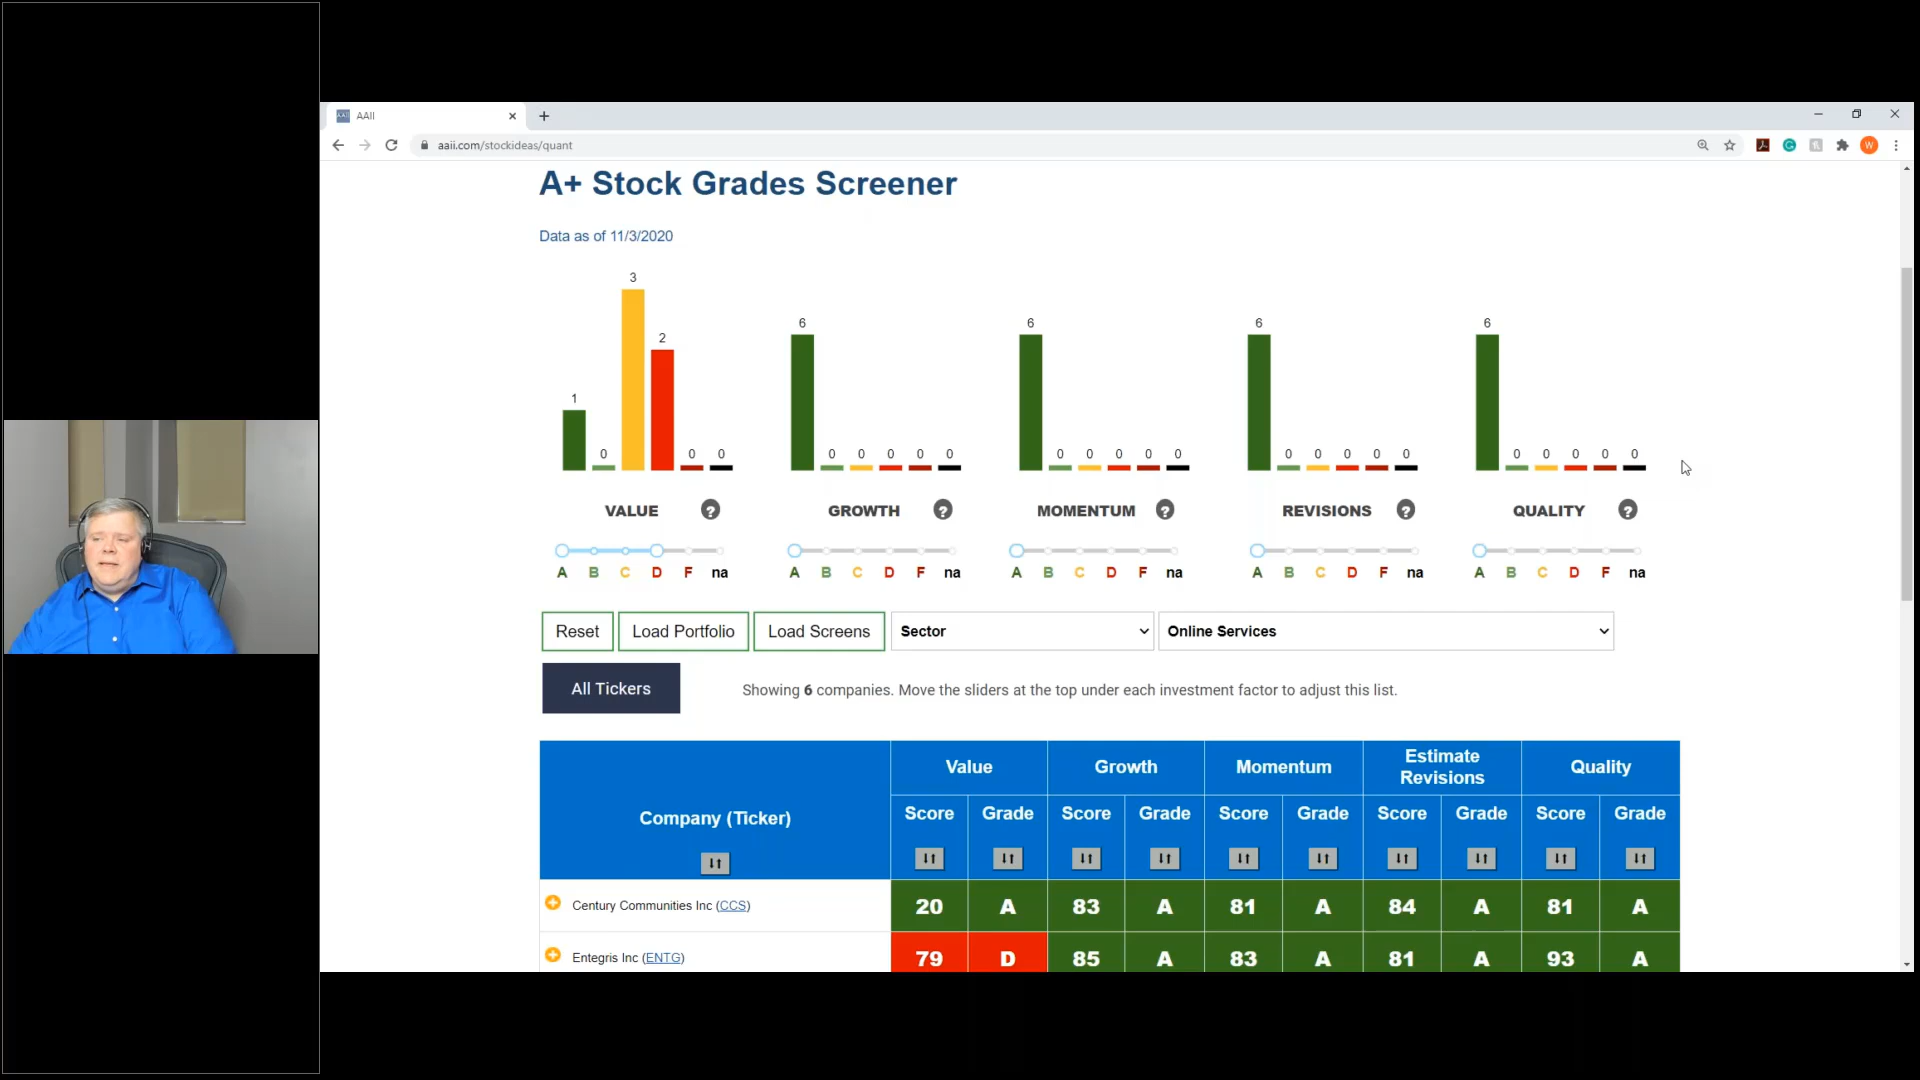 AAII
aaii.com/stockideas/quant
W
A+ Stock Grades Screener
Data as of 11/3/2020
1 0 3 2 0 0
6 0 0 0 0 0
6 0 0 0 0 0
6 0 0 0 0 0
6 0 0 0 0 0
VALUE ? GROWTH ? MOMENTUM ? REVISIONS ? QUALITY ?
A B C D F na A B C D F na A B C D F na A B C D F na A B C D F na
Reset Load Portfolio Load Screens Sector Online Services
All Tickers Showing 6 companies. Move the sliders at the top under each investment factor to adjust this list.
Company (Ticker) Value Growth Momentum Estimate Revisions Quality
Score Grade Score Grade Score Grade Score Grade Score Grade
Century Communities Inc (CCS) 20 A 83 A 81 A 84 A 81 A
Entegris Inc (ENTG) 79 D 85 A 83 A 81 A 93 A